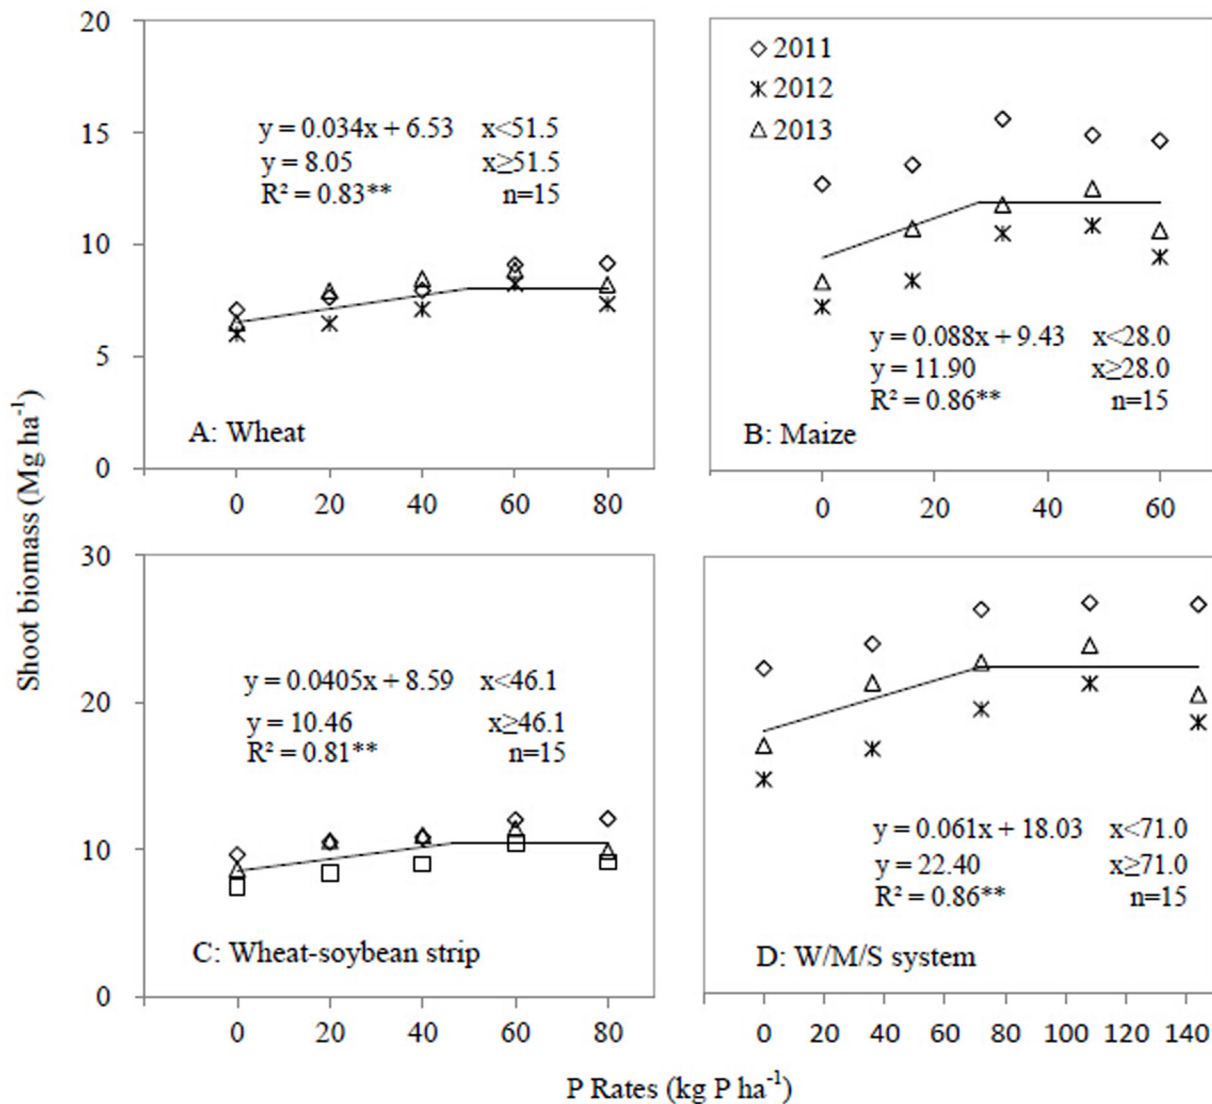 Shoot biomass (Mg ha⁻¹)
20
15
10
5
0
y = 0.034x + 6.53 x<51.5
y = 8.05 x≥51.5
R² = 0.83** n=15
A: Wheat
0 20 40 60 80
2011
2012
2013
y = 0.088x + 9.43 x<28.0
y = 11.90 x≥28.0
R² = 0.86** n=15
B: Maize
0 20 40 60
30
20
10
0
y = 0.0405x + 8.59 x<46.1
y = 10.46 x≥46.1
R² = 0.81** n=15
C: Wheat-soybean strip
0 20 40 60 80
y = 0.061x + 18.03 x<71.0
y = 22.40 x≥71.0
R² = 0.86** n=15
D: W/M/S system
0 20 40 60 80 100 120 140
P Rates (kg P ha⁻¹)